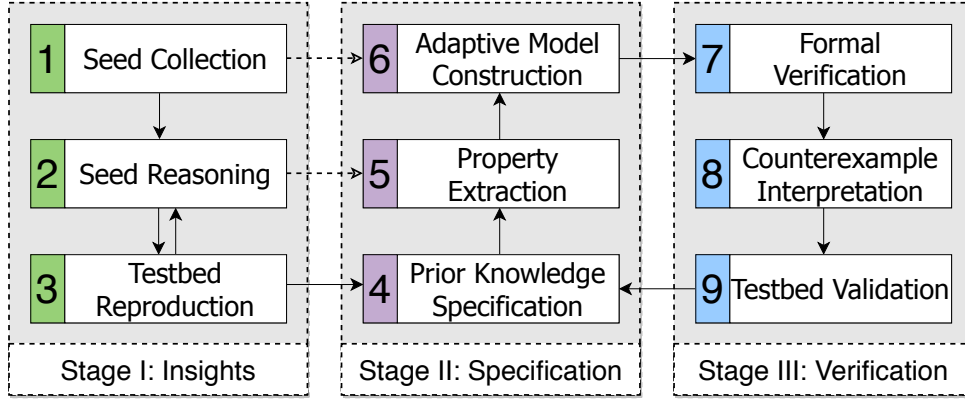 1
Seed Collection
2
Seed Reasoning
3
Testbed
Reproduction
Stage I: Insights
6
Adaptive Model
Construction
5
Property
Extraction
4
Prior Knowledge
Specification
Stage II: Specification
7
Formal
Verification
8
Counterexample
Interpretation
9
Testbed Validation
Stage III: Verification